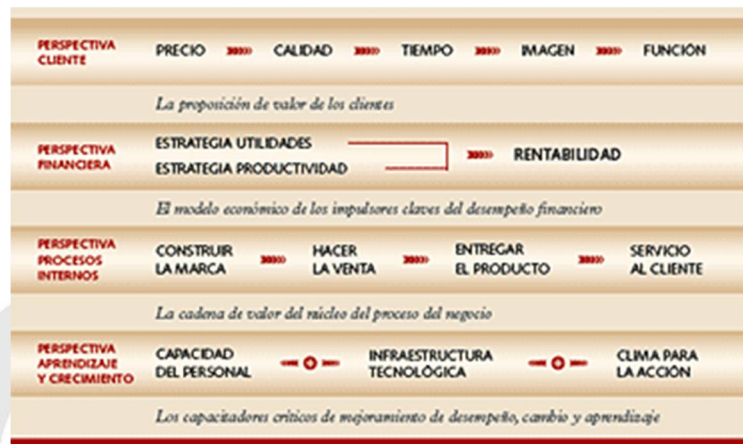 PERSPECTIVA
CLIENTE
PRECIO CALIDAD TIEMPO IMAGEN FUNCIÓN
La proposición de valor de los clientes
PERSPECTIVA
FINANCIERA
ESTRATEGIA UTILIDADES
ESTRATEGIA PRODUCTIVIDAD
RENTABILIDAD
El modelo económico de los impulsores claves del desempeño financiero
PERSPECTIVA
PROCESOS
INTERNOS
CONSTRUIR
LA MARCA
HACER
LA VENTA
ENTREGAR
EL PRODUCTO
SERVICIO
AL CLIENTE
La cadena de valor del núcleo del proceso del negocio
PERSPECTIVA
APRENDIZAJE
Y CRECIMIENTO
CAPACIDAD
DEL PERSONAL
INFRAESTRUCTURA
TECNOLÓGICA
CLIMA PARA
LA ACCIÓN
Los capacitadores críticos de mejoramiento de desempeño, cambio y aprendizaje